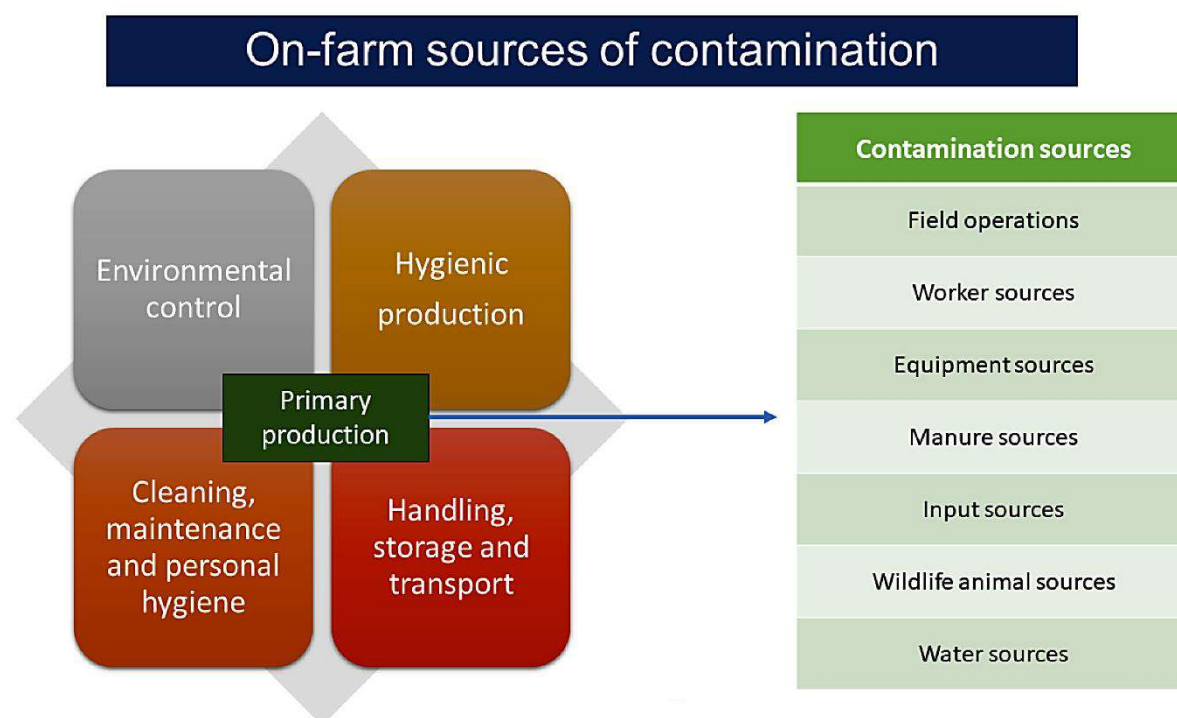 On-farm sources of contamination
Environmental
control
Hygienic
production
Primary
production
Cleaning,
maintenance
and personal
hygiene
Handling,
storage and
transport
Contamination sources
Field operations
Worker sources
Equipment sources
Manure sources
Input sources
Wildlife animal sources
Water sources